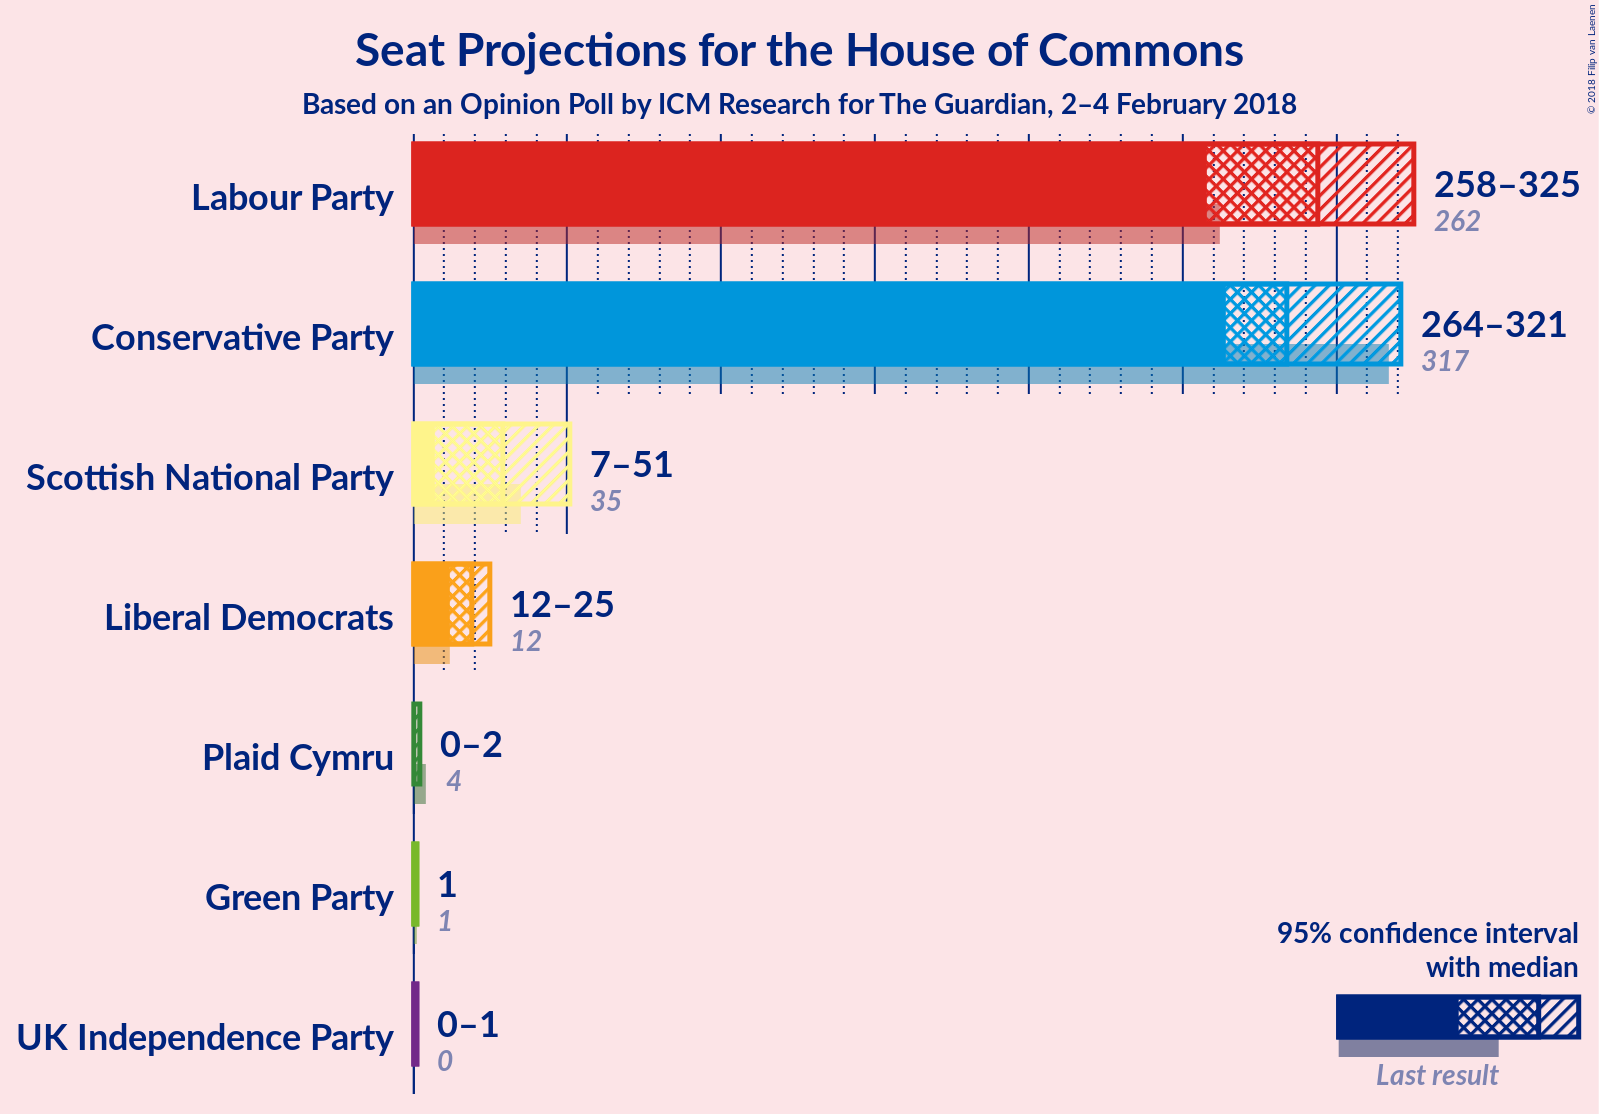 Seat Projections for the House of Commons
Based on an Opinion Poll by ICM Research for The Guardian, 2–4 February 2018
© 2018 Filip van Laenen
Labour Party
258–325
262
Conservative Party
264–321
317
Scottish National Party
7–51
35
Liberal Democrats
12–25
12
Plaid Cymru
0–2
4
Green Party
1
1
UK Independence Party
0–1
0
95% confidence interval
with median
Last result